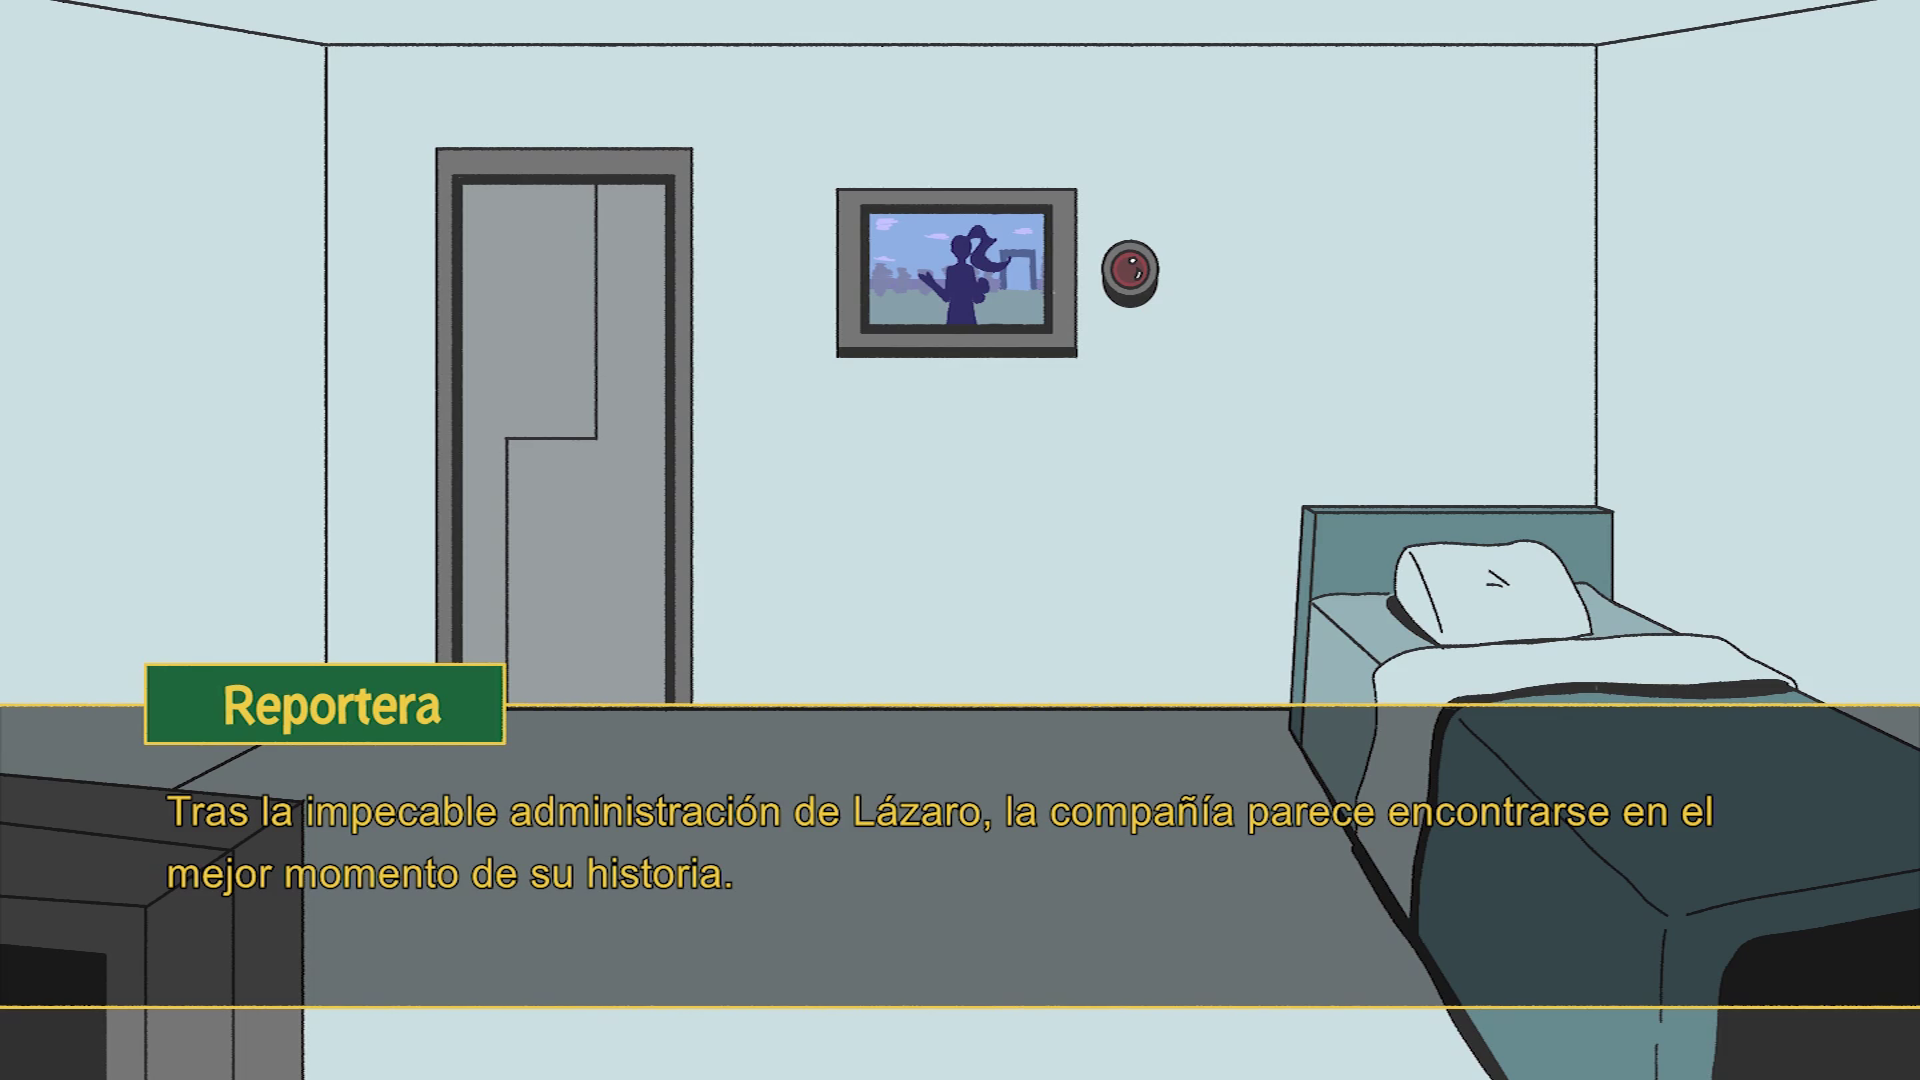 Reportera
Tras la impecable administración de Lázaro, la compañía parece encontrarse en el
mejor momento de su historia.